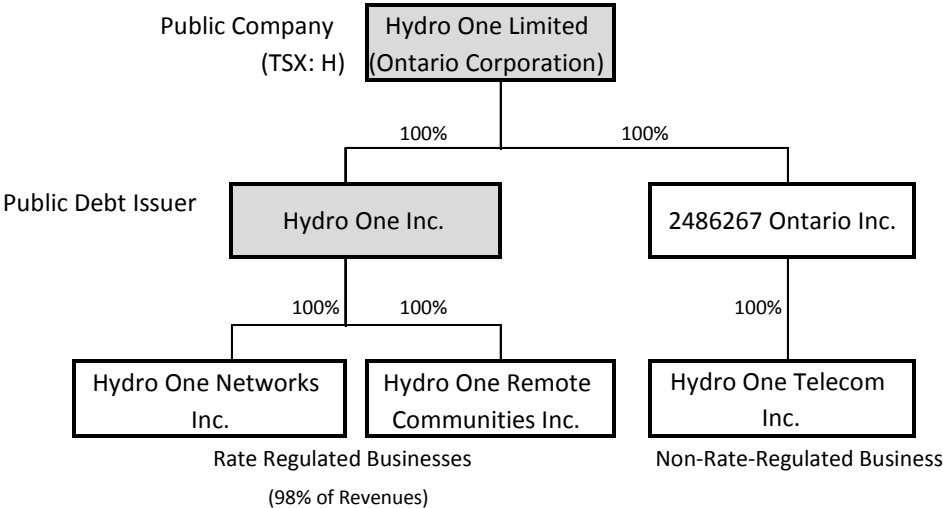 Public Company
(TSX: H)
Hydro One Limited
(Ontario Corporation)
100%
100%
Public Debt Issuer
Hydro One Inc.
2486267 Ontario Inc.
100%
100%
100%
Hydro One Networks
Inc.
Hydro One Remote
Communities Inc.
Hydro One Telecom
Inc.
Rate Regulated Businesses
(98% of Revenues)
Non-Rate-Regulated Business